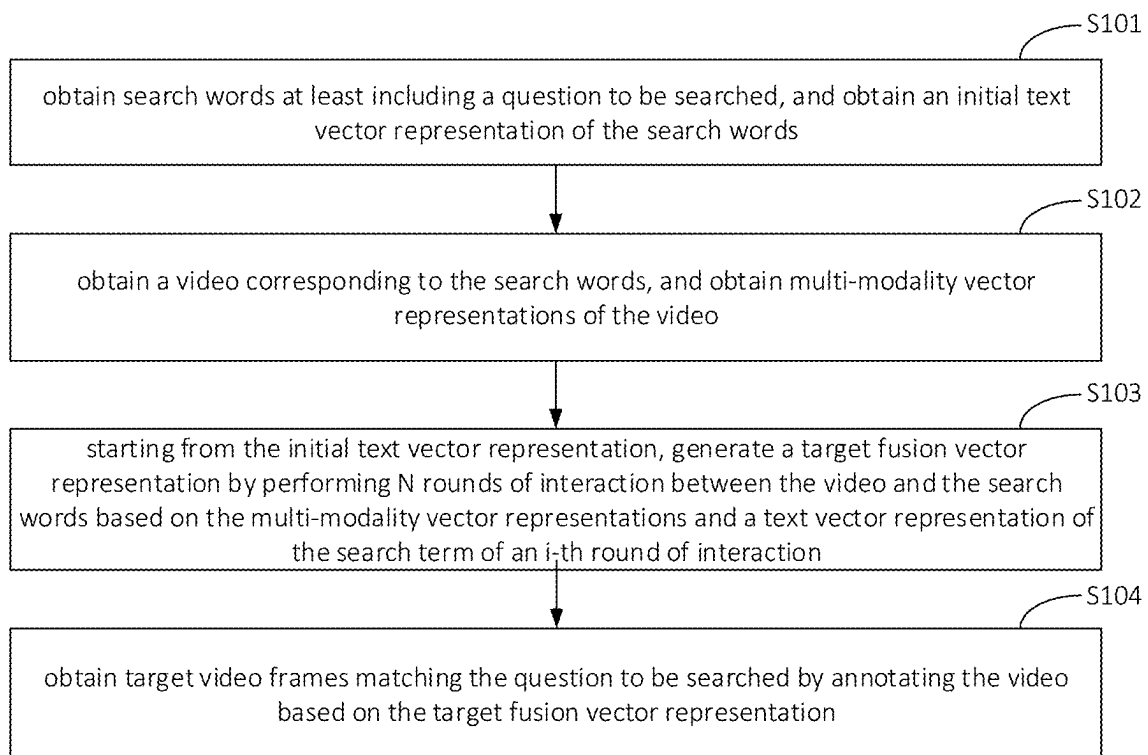 S101
obtain search words at least including a question to be searched, and obtain an initial text
vector representation of the search words
S102
obtain a video corresponding to the search words, and obtain multi-modality vector
representations of the video
S103
starting from the initial text vector representation, generate a target fusion vector
representation by performing N rounds of interaction between the video and the search
words based on the multi-modality vector representations and a text vector representation of
the search term of an i-th round of interaction
S104
obtain target video frames matching the question to be searched by annotating the video
based on the target fusion vector representation